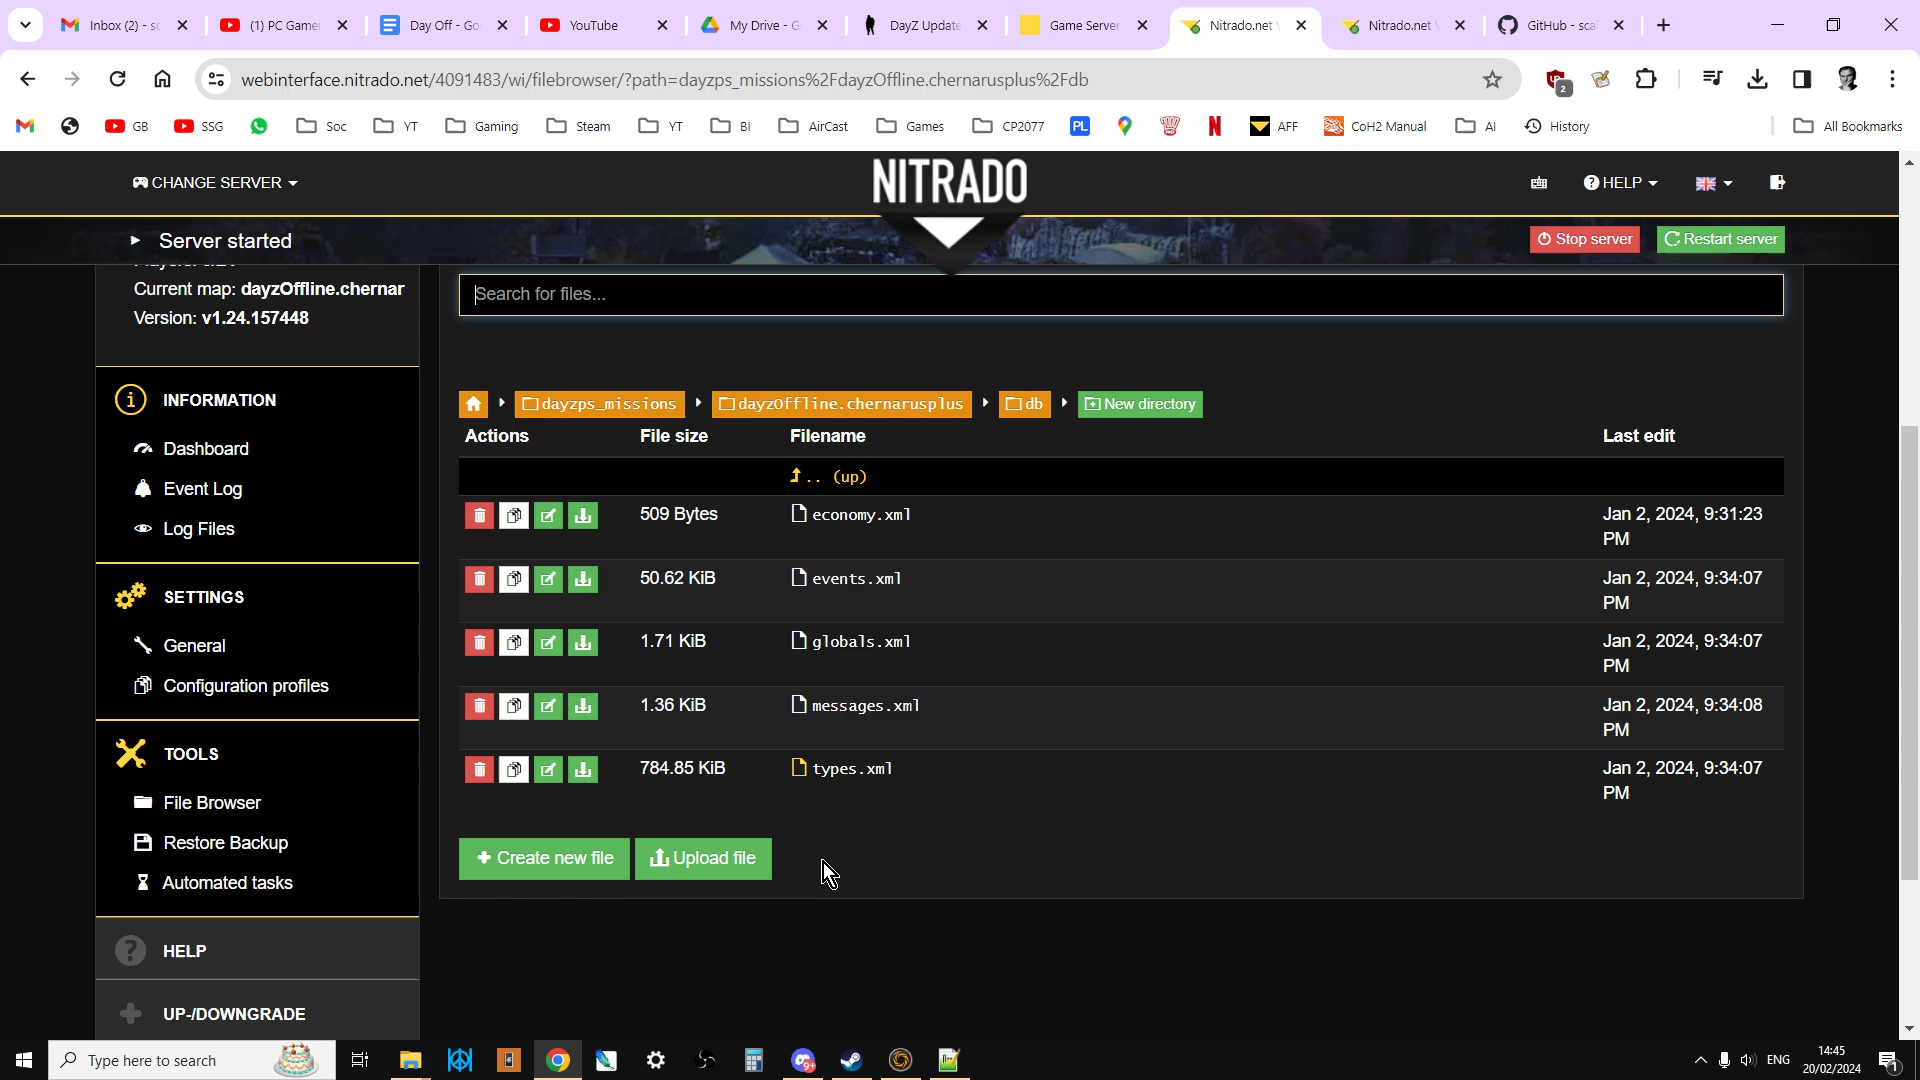 Inbox (2) - sc
(1) PC Game
Day Off - Go
YouTube
My Drive - G
DayZ Update
Game Server
Nitrado.net
Nitrado.net
GitHub - scal
webinterface.nitrado.net/4091483/wi/filebrowser/?path=dayzps_missions%2FdayzOffline.chernarusplus%2Fdb
2
GB
SSG
Soc
YT
Gaming
Steam
YT
BI
AirCast
Games
CP2077
PL
AFF
CoH2 Manual
AI
History
All Bookmarks
CHANGE SERVER
NITRADO
HELP
Server started
Stop server
Restart server
Current map: dayzOffline.chernar
Version: v1.24.157448
INFORMATION
Dashboard
Event Log
Log Files
SETTINGS
General
Configuration profiles
TOOLS
File Browser
Restore Backup
Automated tasks
HELP
UP-/DOWNGRADE
Search for files...
dayzps_missions
dayzOffline.chernarusplus
db
New directory
Actions
File size
Filename
Last edit
.. (up)
509 Bytes
economy.xml
Jan 2, 2024, 9:31:23 PM
50.62 KiB
events.xml
Jan 2, 2024, 9:34:07 PM
1.71 KiB
globals.xml
Jan 2, 2024, 9:34:07 PM
1.36 KiB
messages.xml
Jan 2, 2024, 9:34:08 PM
784.85 KiB
types.xml
Jan 2, 2024, 9:34:07 PM
Create new file
Upload file
Type here to search
ENG
14:45
20/02/2024
1